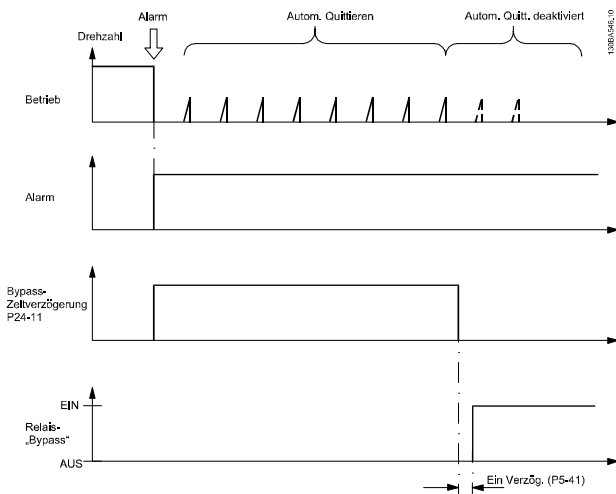 Alarm
Autom. Quittieren
Autom. Quitt. deaktiviert
130BA546.10
Drehzahl
Betrieb
Alarm
Bypass-
Zeitverzögerung
P24-11
EIN
Relais-
„Bypass“
AUS
Ein Verzög. (P5-41)